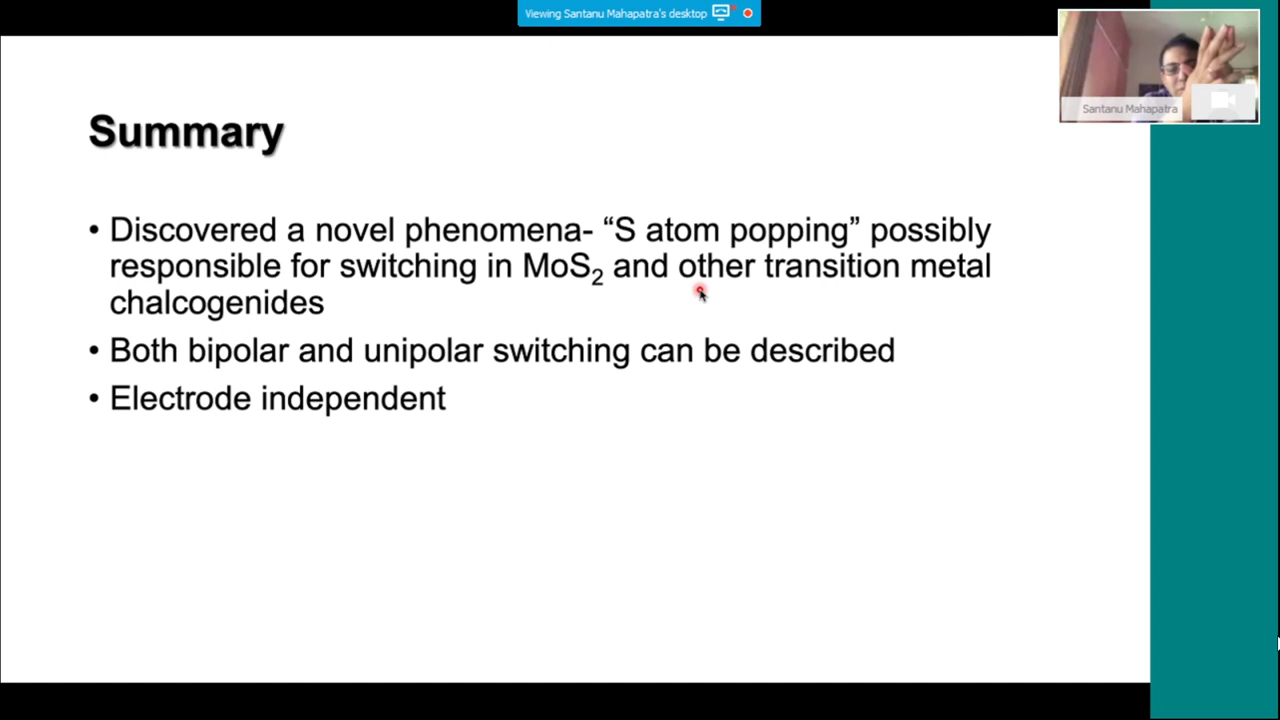 Viewing Santanu Mahapatra's desktop
Santanu Mahapatra
Summary
• Discovered a novel phenomena- “S atom popping” possibly
responsible for switching in MoS₂ and other transition metal
chalcogenides
• Both bipolar and unipolar switching can be described
• Electrode independent